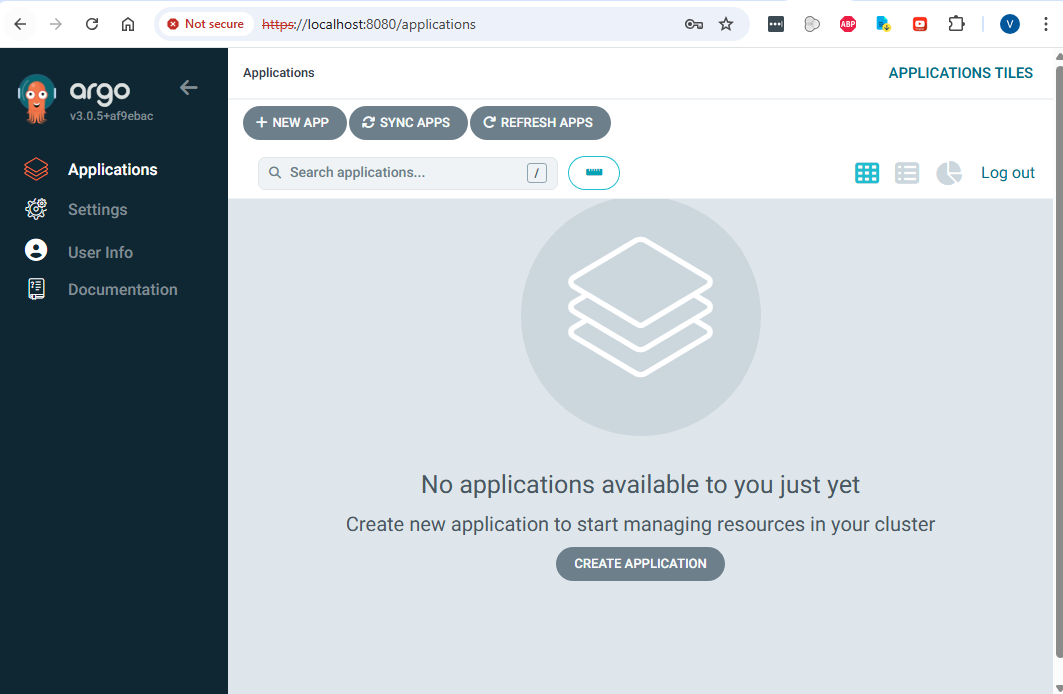 Not secure https://localhost:8080/applications
ABP
V
argo
v3.0.5+af9ebac
Applications
Settings
User Info
Documentation
Applications
APPLICATIONS TILES
NEW APP
SYNC APPS
REFRESH APPS
Search applications... /
Log out
No applications available to you just yet
Create new application to start managing resources in your cluster
CREATE APPLICATION